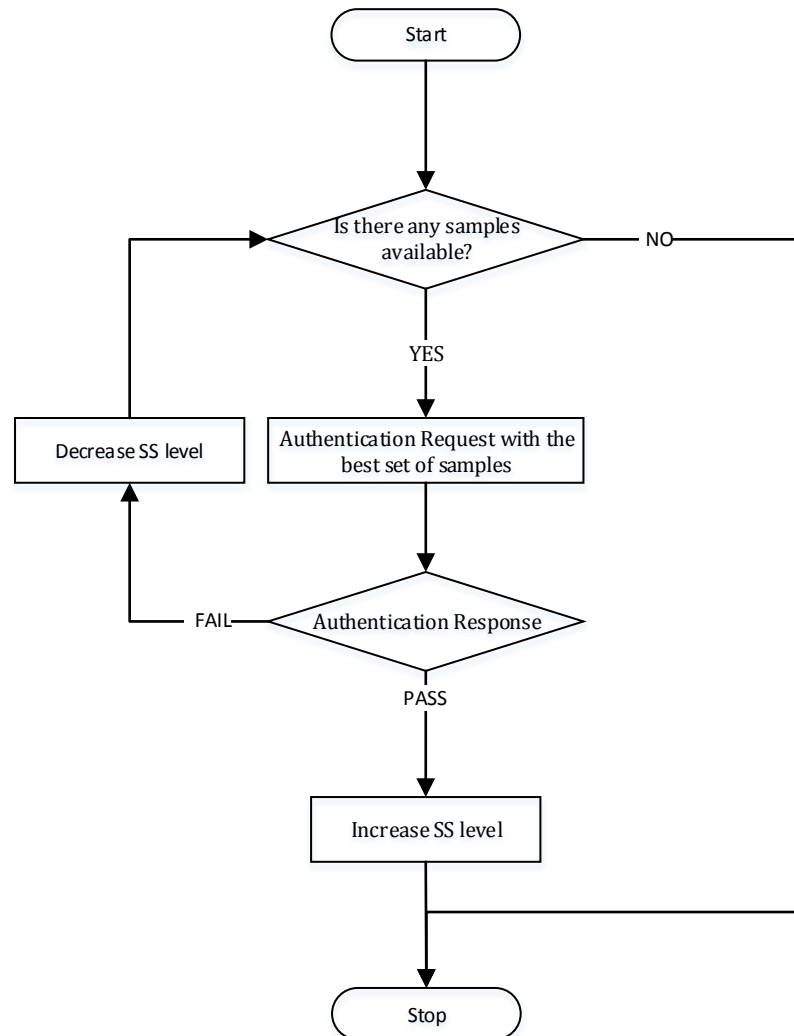 Start
Is there any samples
available?
NO
YES
Decrease SS level
Authentication Request with the
best set of samples
FAIL
Authentication Response
PASS
Increase SS level
Stop